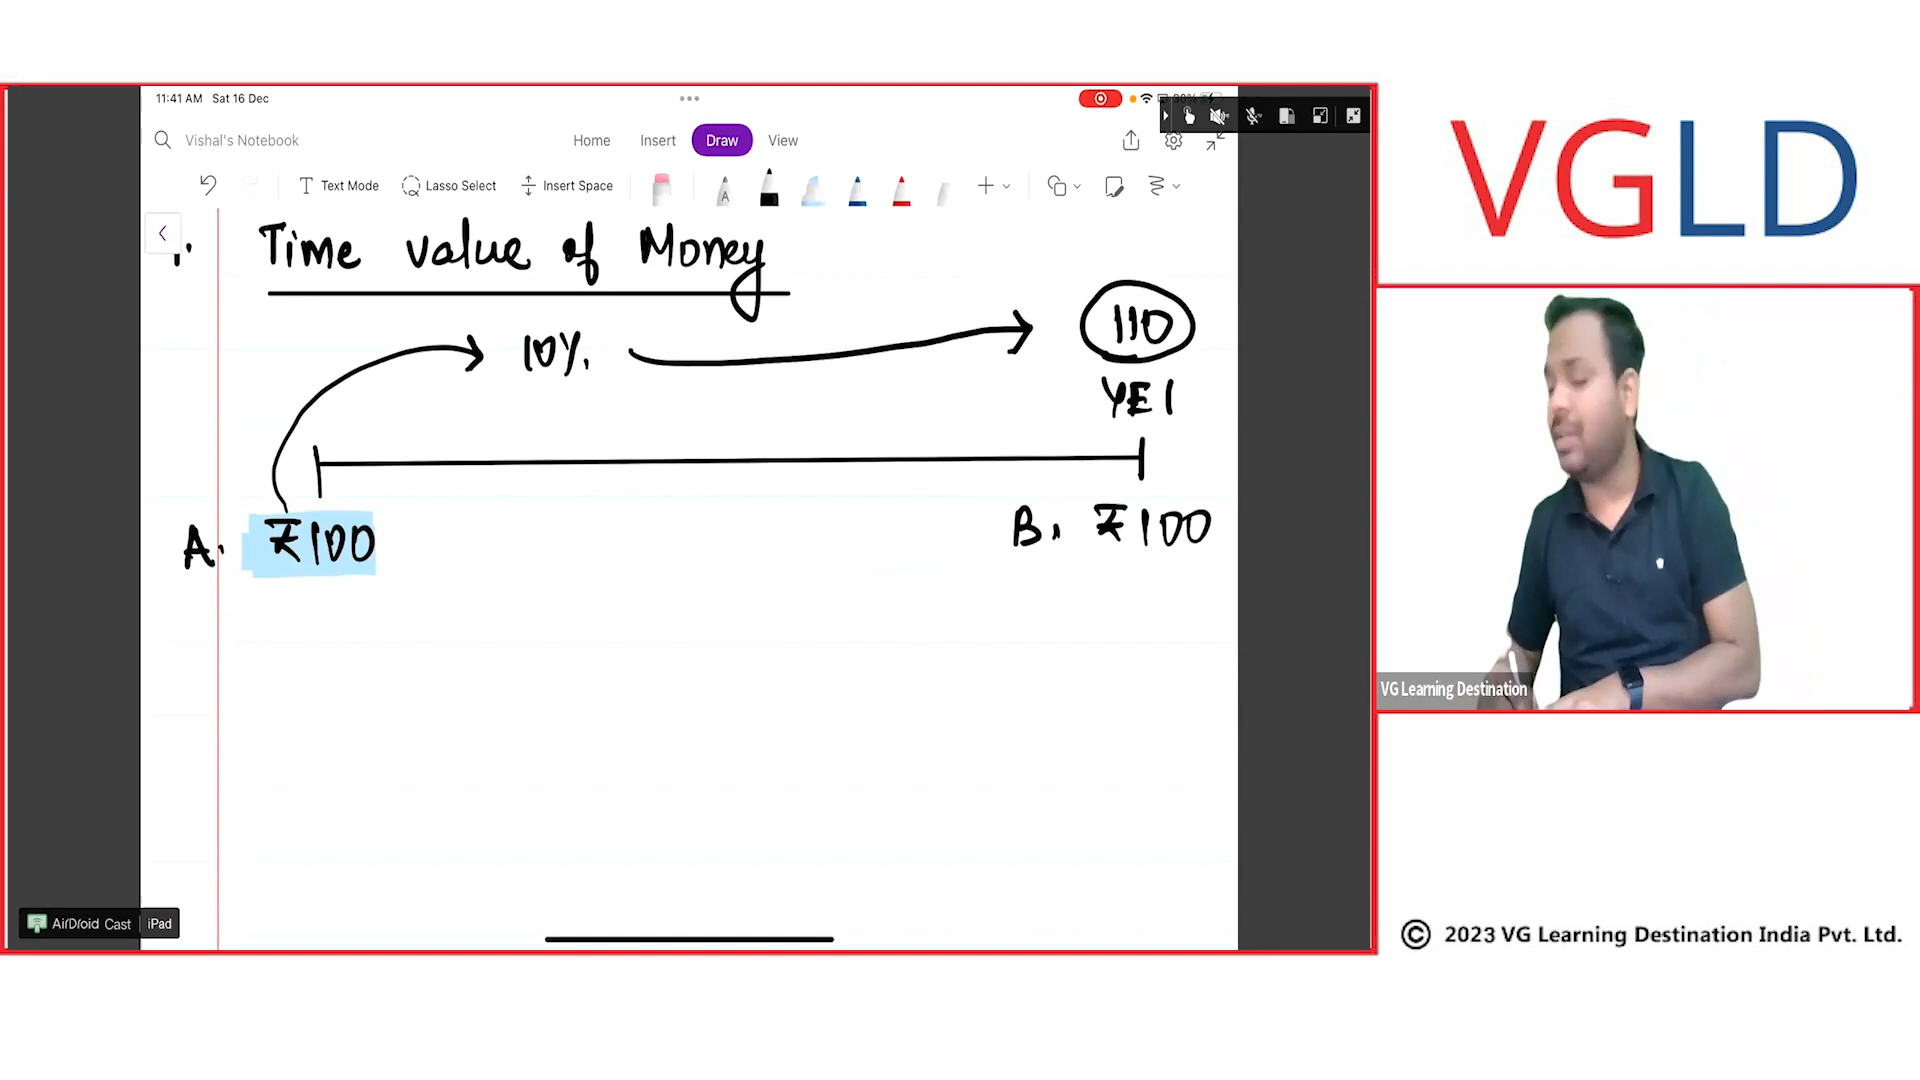 11:41 AM Sat 16 Dec
30%
Vishal's Notebook
Home Insert Draw View
Text Mode Lasso Select Insert Space
1. Time value of Money
10% 110
YE1
A. ₹100 B. ₹100
AirDroid Cast iPad
VGLD
VG Learning Destination
© 2023 VG Learning Destination India Pvt. Ltd.